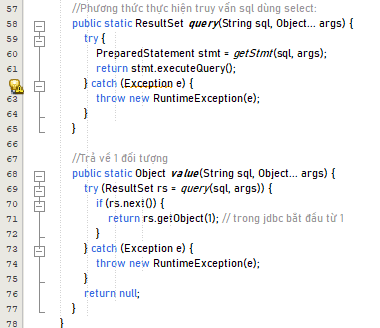 57 //Phương thức thực hiện truy vấn sql dùng select:
58 public static ResultSet query(String sql, Object... args) {
59 try {
60 PreparedStatement stmt = getStmt(sql, args);
61 return stmt.executeQuery();
} catch (Exception e) {
63 throw new RuntimeException(e);
64 }
65 }
66
67 //Trả về 1 đối tượng
68 public static Object value(String sql, Object... args) {
69 try (ResultSet rs = query(sql, args)) {
70 if (rs.next()) {
71 return rs.getObject(1); // trong jdbc bắt đầu từ 1
72 }
73 } catch (Exception e) {
74 throw new RuntimeException(e);
75 }
76 return null;
77 }
78 }